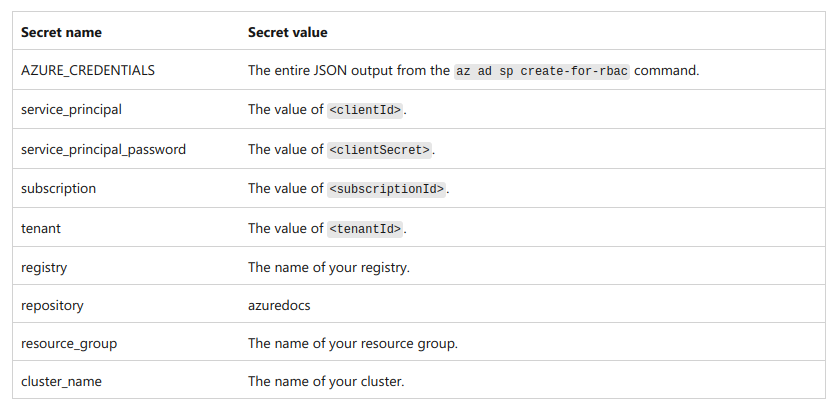 Secret name Secret value
AZURE_CREDENTIALS The entire JSON output from the az ad sp create-for-rbac command.
service_principal The value of <clientId>.
service_principal_password The value of <clientSecret>.
subscription The value of <subscriptionId>.
tenant The value of <tenantId>.
registry The name of your registry.
repository azuredocs
resource_group The name of your resource group.
cluster_name The name of your cluster.